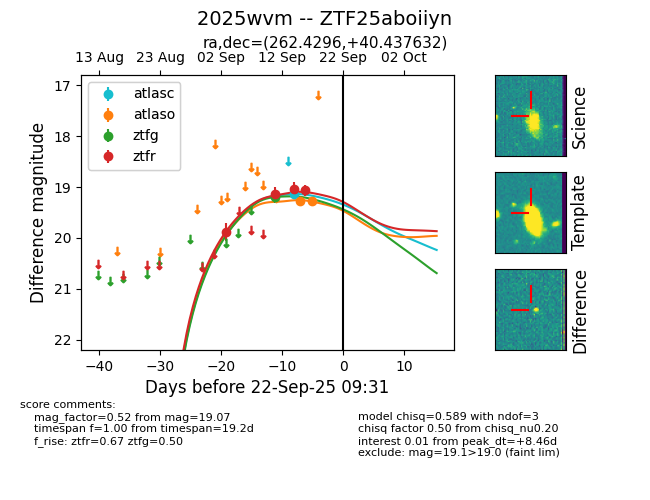 2025wvm -- ZTF25aboiiyn
ra,dec=(262.4296,+40.437632)
13 Aug 23 Aug 02 Sep 12 Sep 22 Sep 02 Oct
atlasc
atlaso
ztfg
ztfr
17
18
19
20
21
22
Difference magnitude
−40 −30 −20 −10 0 10
Days before 22-Sep-25 09:31
Science
Template
Difference
score comments:
mag_factor=0.52 from mag=19.07
timespan f=1.00 from timespan=19.2d
f_rise: ztfr=0.67 ztfg=0.50
model chisq=0.589 with ndof=3
chisq factor 0.50 from chisq_nu0.20
interest 0.01 from peak_dt=+8.46d
exclude: mag=19.1>19.0 (faint lim)